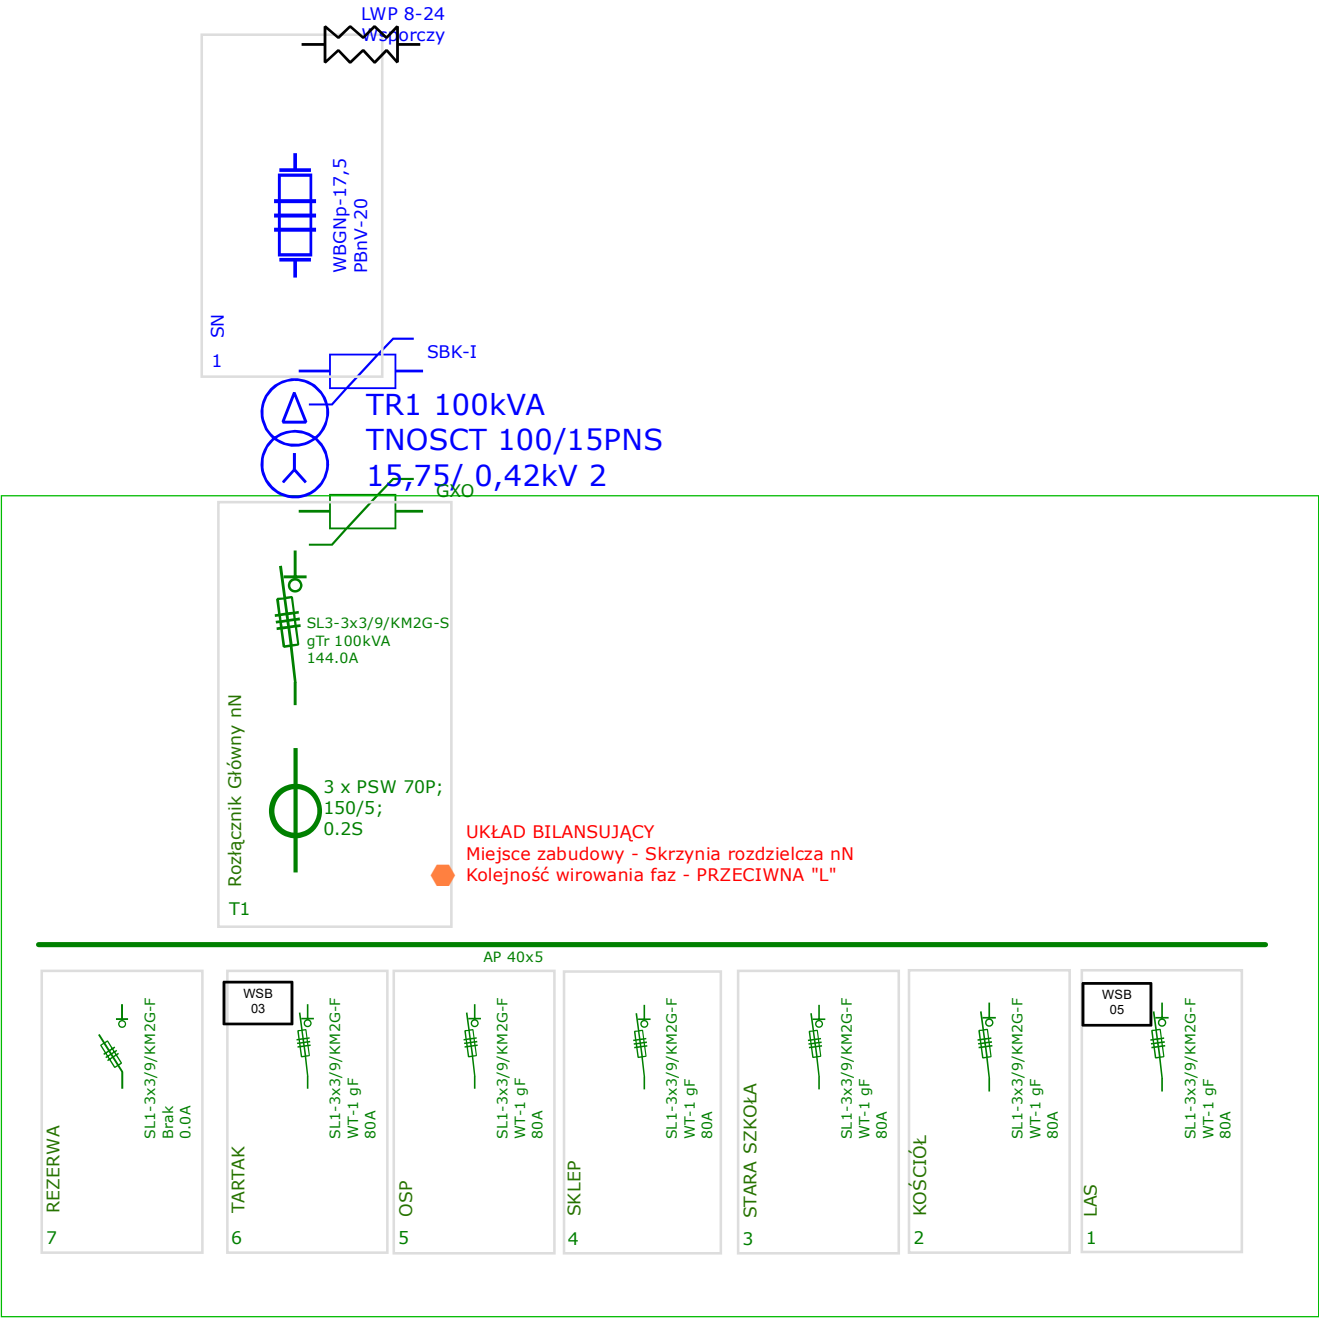 LWP 8-24
Wsporczy
WBGNp-17,5
PBnV-20
SN
1
SBK-I
TR1 100kVA
TNOSCT 100/15PNS
15,75/ 0,42kV 2
GXO
SL3-3x3/9/KM2G-S
gTr 100kVA
144.0A
Rozłącznik Główny nN
3 x PSW 70P;
150/5;
0.2S
UKŁAD BILANSUJĄCY
Miejsce zabudowy - Skrzynia rozdzielcza nN
Kolejność wirowania faz - PRZECIWNA "L"
T1
AP 40x5
SL1-3x3/9/KM2G-F
Brak
0.0A
REZERWA
7
WSB
03
SL1-3x3/9/KM2G-F
WT-1 gF
80A
TARTAK
6
SL1-3x3/9/KM2G-F
WT-1 gF
80A
OSP
5
SL1-3x3/9/KM2G-F
WT-1 gF
80A
SKLEP
4
SL1-3x3/9/KM2G-F
WT-1 gF
80A
STARA SZKOŁA
3
SL1-3x3/9/KM2G-F
WT-1 gF
80A
KOŚCIÓŁ
2
WSB
05
SL1-3x3/9/KM2G-F
WT-1 gF
80A
LAS
1